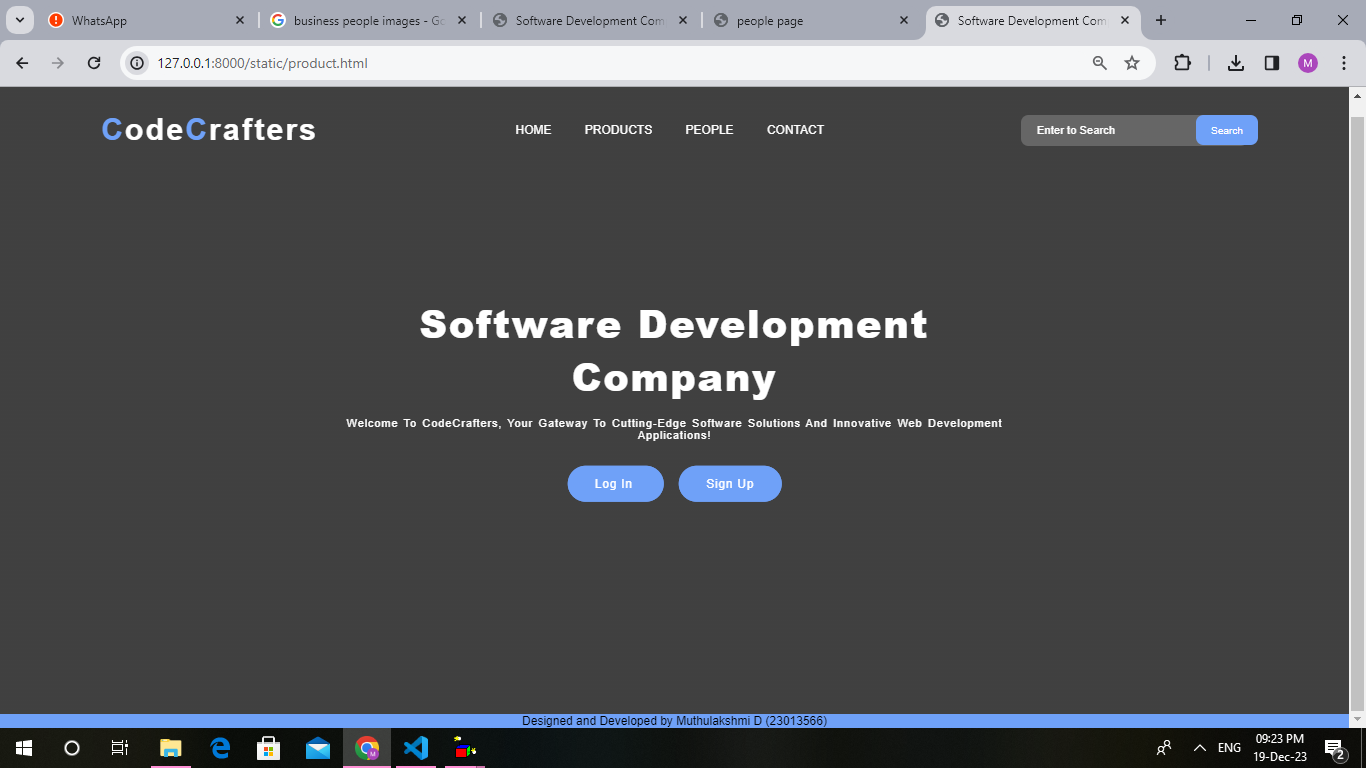 WhatsApp
business people images - Go
Software Development Com
people page
Software Development Com
127.0.0.1:8000/static/product.html
M
CodeCrafters
HOME
PRODUCTS
PEOPLE
CONTACT
Enter to Search
Search
Software Development
Company
Welcome To CodeCrafters, Your Gateway To Cutting-Edge Software Solutions And Innovative Web Development
Applications!
Log In
Sign Up
Designed and Developed by Muthulakshmi D (23013566)
M
ENG
09:23 PM
19-Dec-23
2